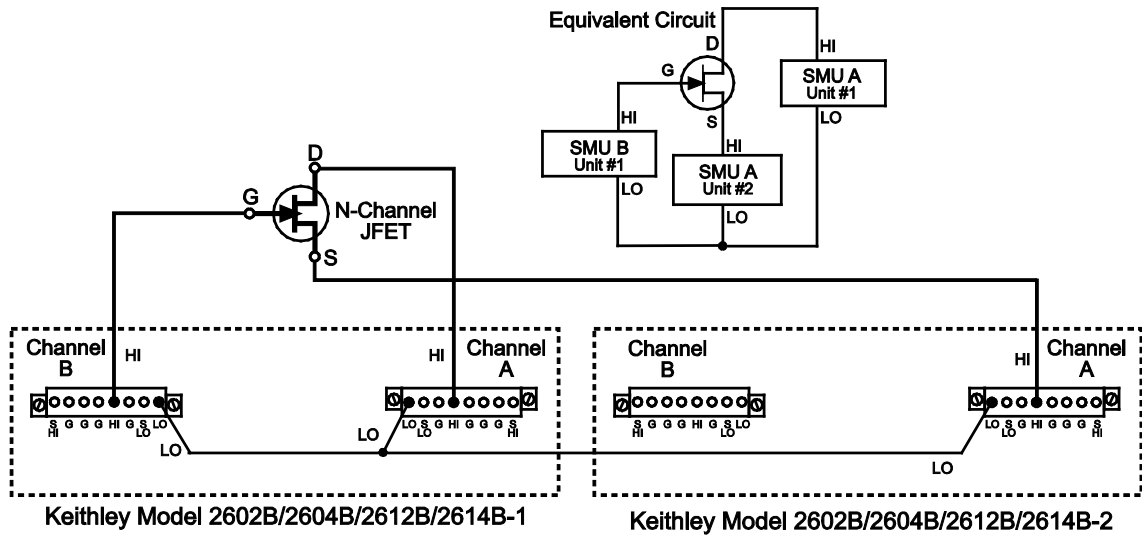 Equivalent Circuit
D
HI
G
SMU A
Unit #1
HI
S
LO
SMU B
Unit #1
HI
SMU A
Unit #2
LO
LO
D
G
N-Channel
JFET
S
Channel
B
HI
HI
Channel
A
S HI G G G HI G S LO LO
LO S LO G HI G G G S HI
LO
LO
Channel
B
HI
Channel
A
S HI G G G HI G S LO LO
LO S LO G HI G G G S HI
LO
Keithley Model 2602B/2604B/2612B/2614B-1
Keithley Model 2602B/2604B/2612B/2614B-2